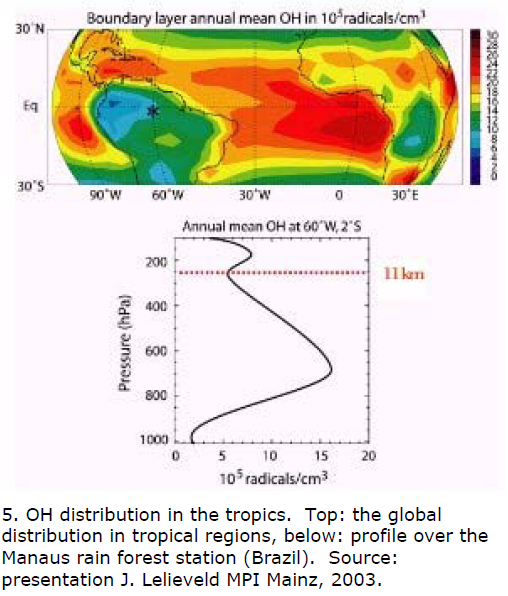 Boundary layer annual mean OH in 10⁵radicals/cm³
30˚N
Eq
30˚S
90˚W 60˚W 30˚W 0 30˚E
Annual mean OH at 60˚W, 2˚S
200
400
600
800
1000
Pressure (hPa)
11 km
0 5 10 15 20
10⁵ radicals/cm³
5. OH distribution in the tropics. Top: the global
distribution in tropical regions, below: profile over the
Manaus rain forest station (Brazil). Source:
presentation J. Lelieveld MPI Mainz, 2003.